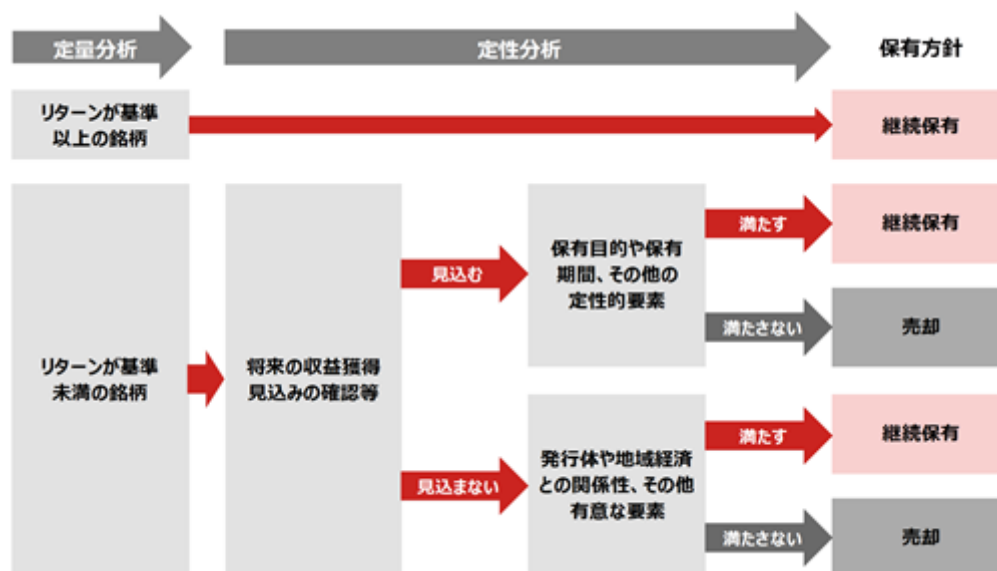 定量分析
定性分析
保有方針
リターンが基準
以上の銘柄
継続保有
リターンが基準
未満の銘柄
将来の収益獲得
見込みの確認等
見込む
保有目的や保有
期間、その他の
定性的要素
満たす
継続保有
満たさない
売却
見込まない
発行体や地域経済
との関係性、その他
有意な要素
満たす
継続保有
満たさない
売却